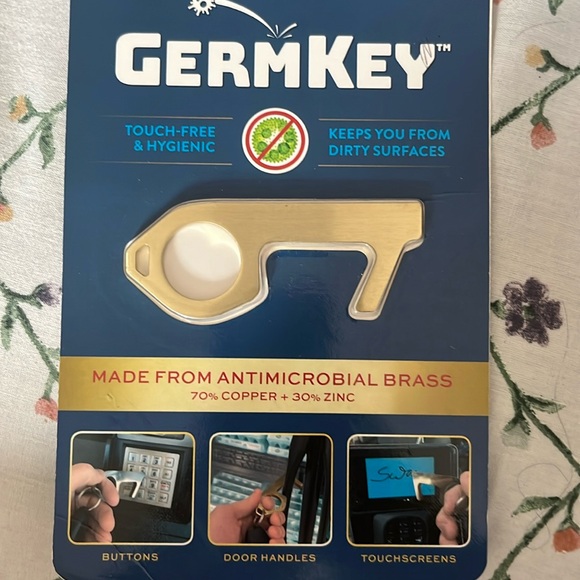 GERMKEY™
TOUCH-FREE
& HYGIENIC
KEEPS YOU FROM
DIRTY SURFACES
MADE FROM ANTIMICROBIAL BRASS
70% COPPER + 30% ZINC
BUTTONS
DOOR HANDLES
TOUCHSCREENS